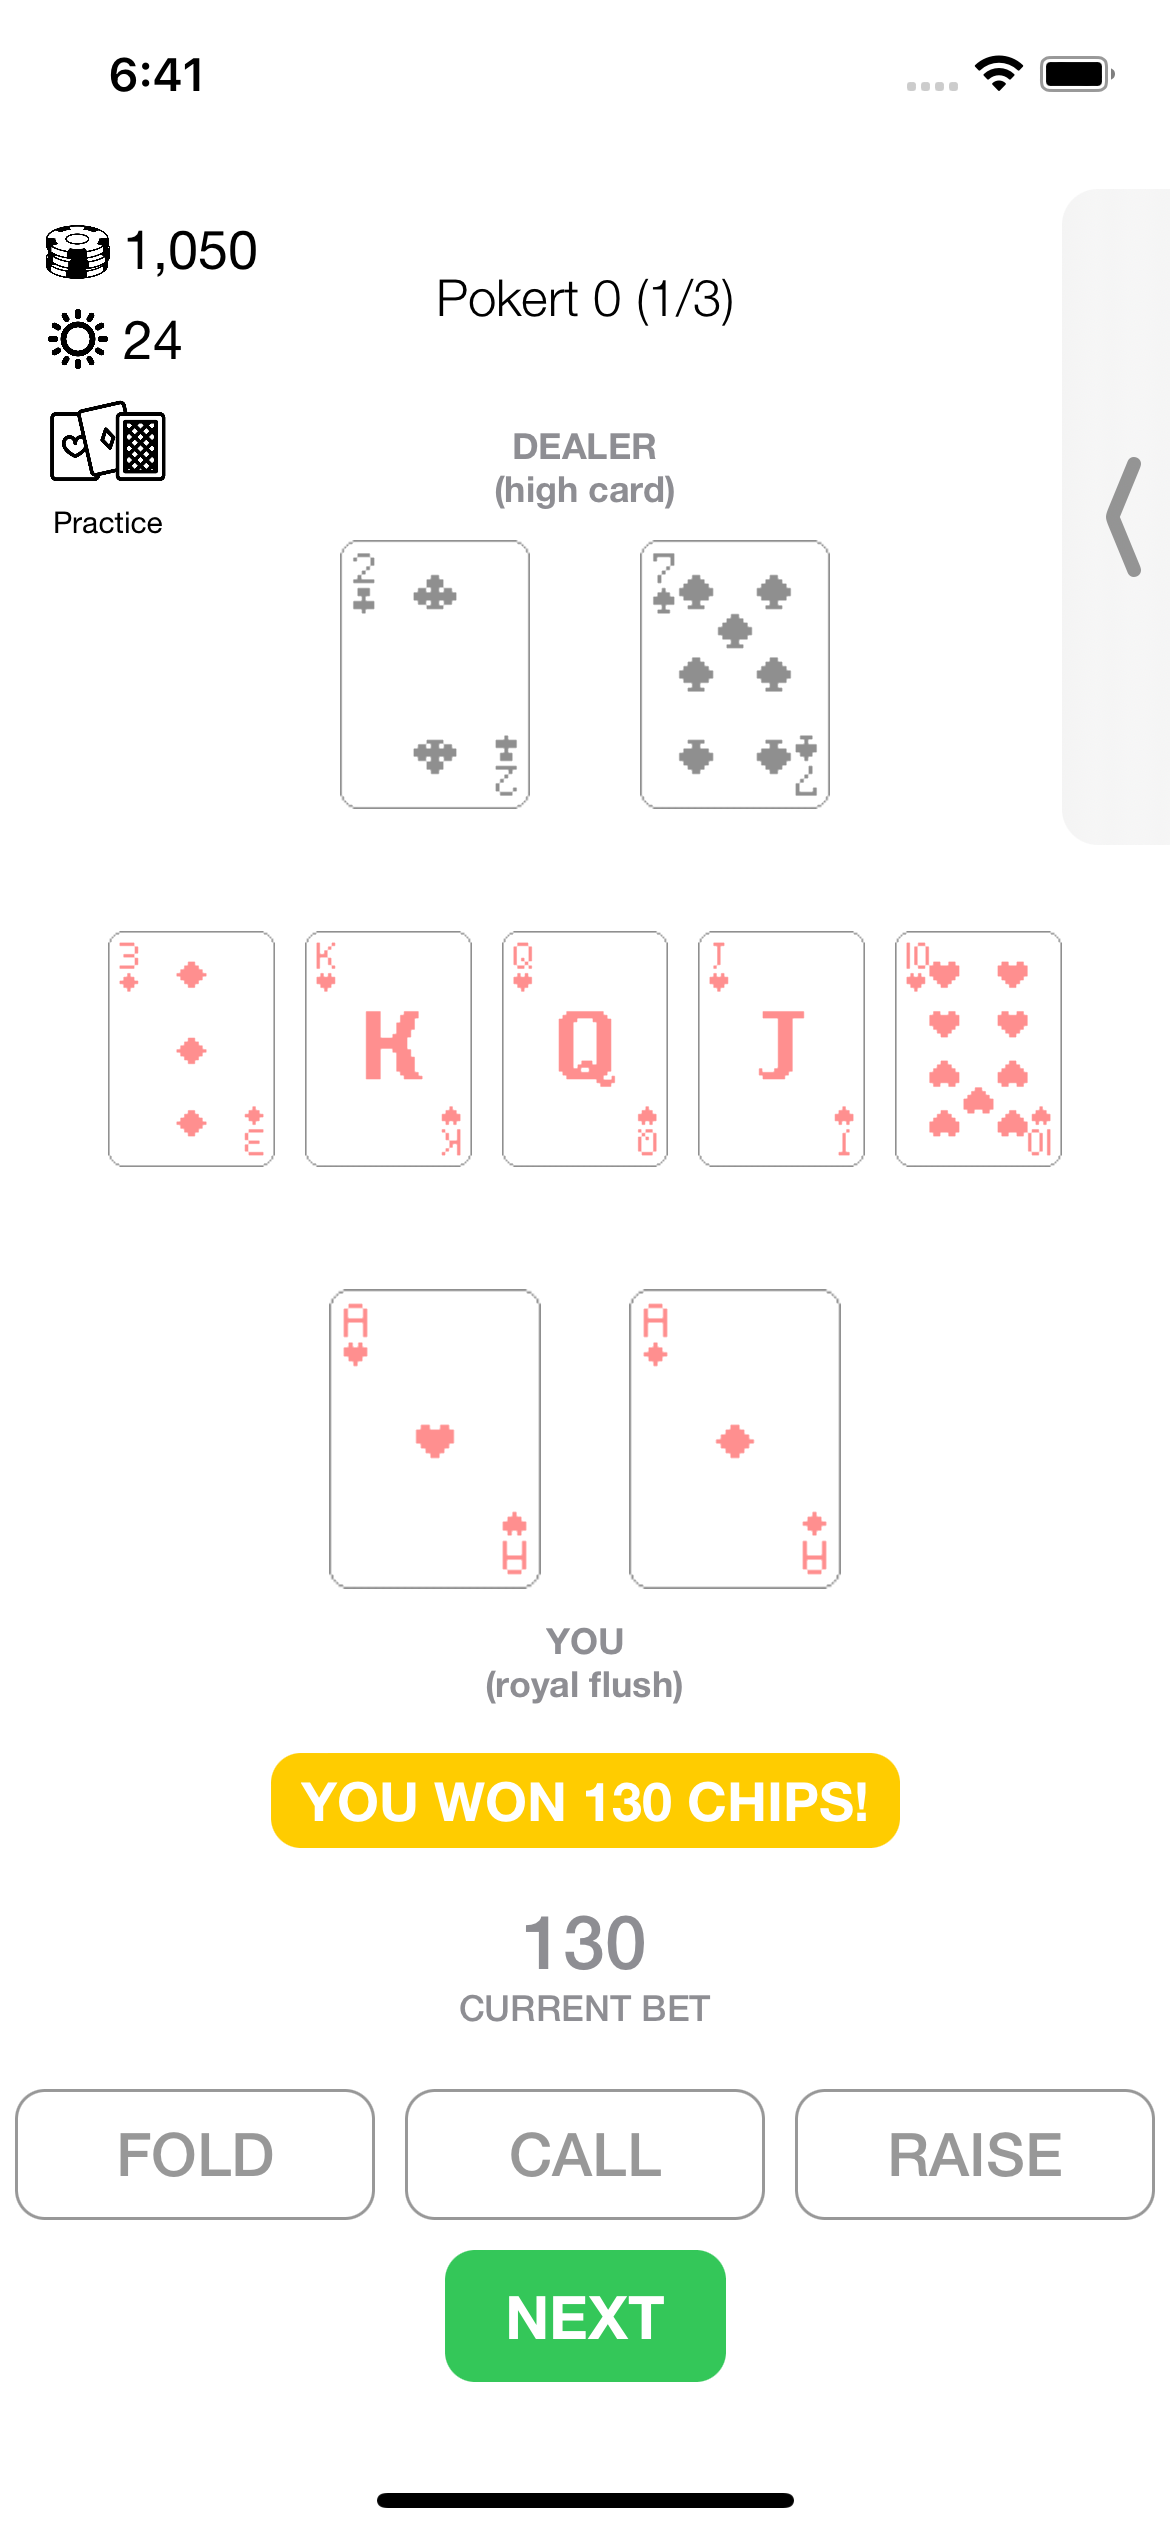 6:41
1,050
24
Practice
Pokert 0 (1/3)
DEALER
(high card)
2
2
7
7
3
3
K
K
K
Q
Q
Q
J
J
J
10
10
A
A
A
A
YOU
(royal flush)
YOU WON 130 CHIPS!
130
CURRENT BET
FOLD
CALL
RAISE
NEXT